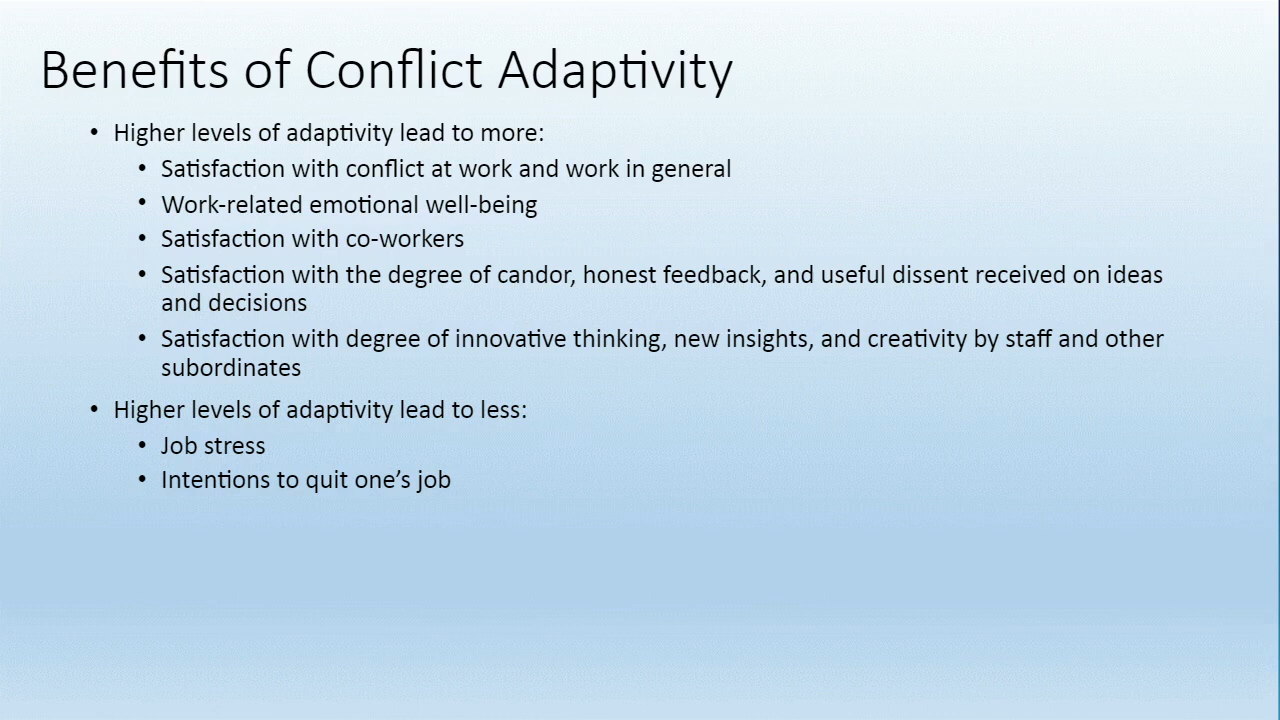 Benefits of Conflict Adaptivity
• Higher levels of adaptivity lead to more:
• Satisfaction with conflict at work and work in general
• Work-related emotional well-being
• Satisfaction with co-workers
• Satisfaction with the degree of candor, honest feedback, and useful dissent received on ideas
and decisions
• Satisfaction with degree of innovative thinking, new insights, and creativity by staff and other
subordinates
• Higher levels of adaptivity lead to less:
• Job stress
• Intentions to quit one’s job